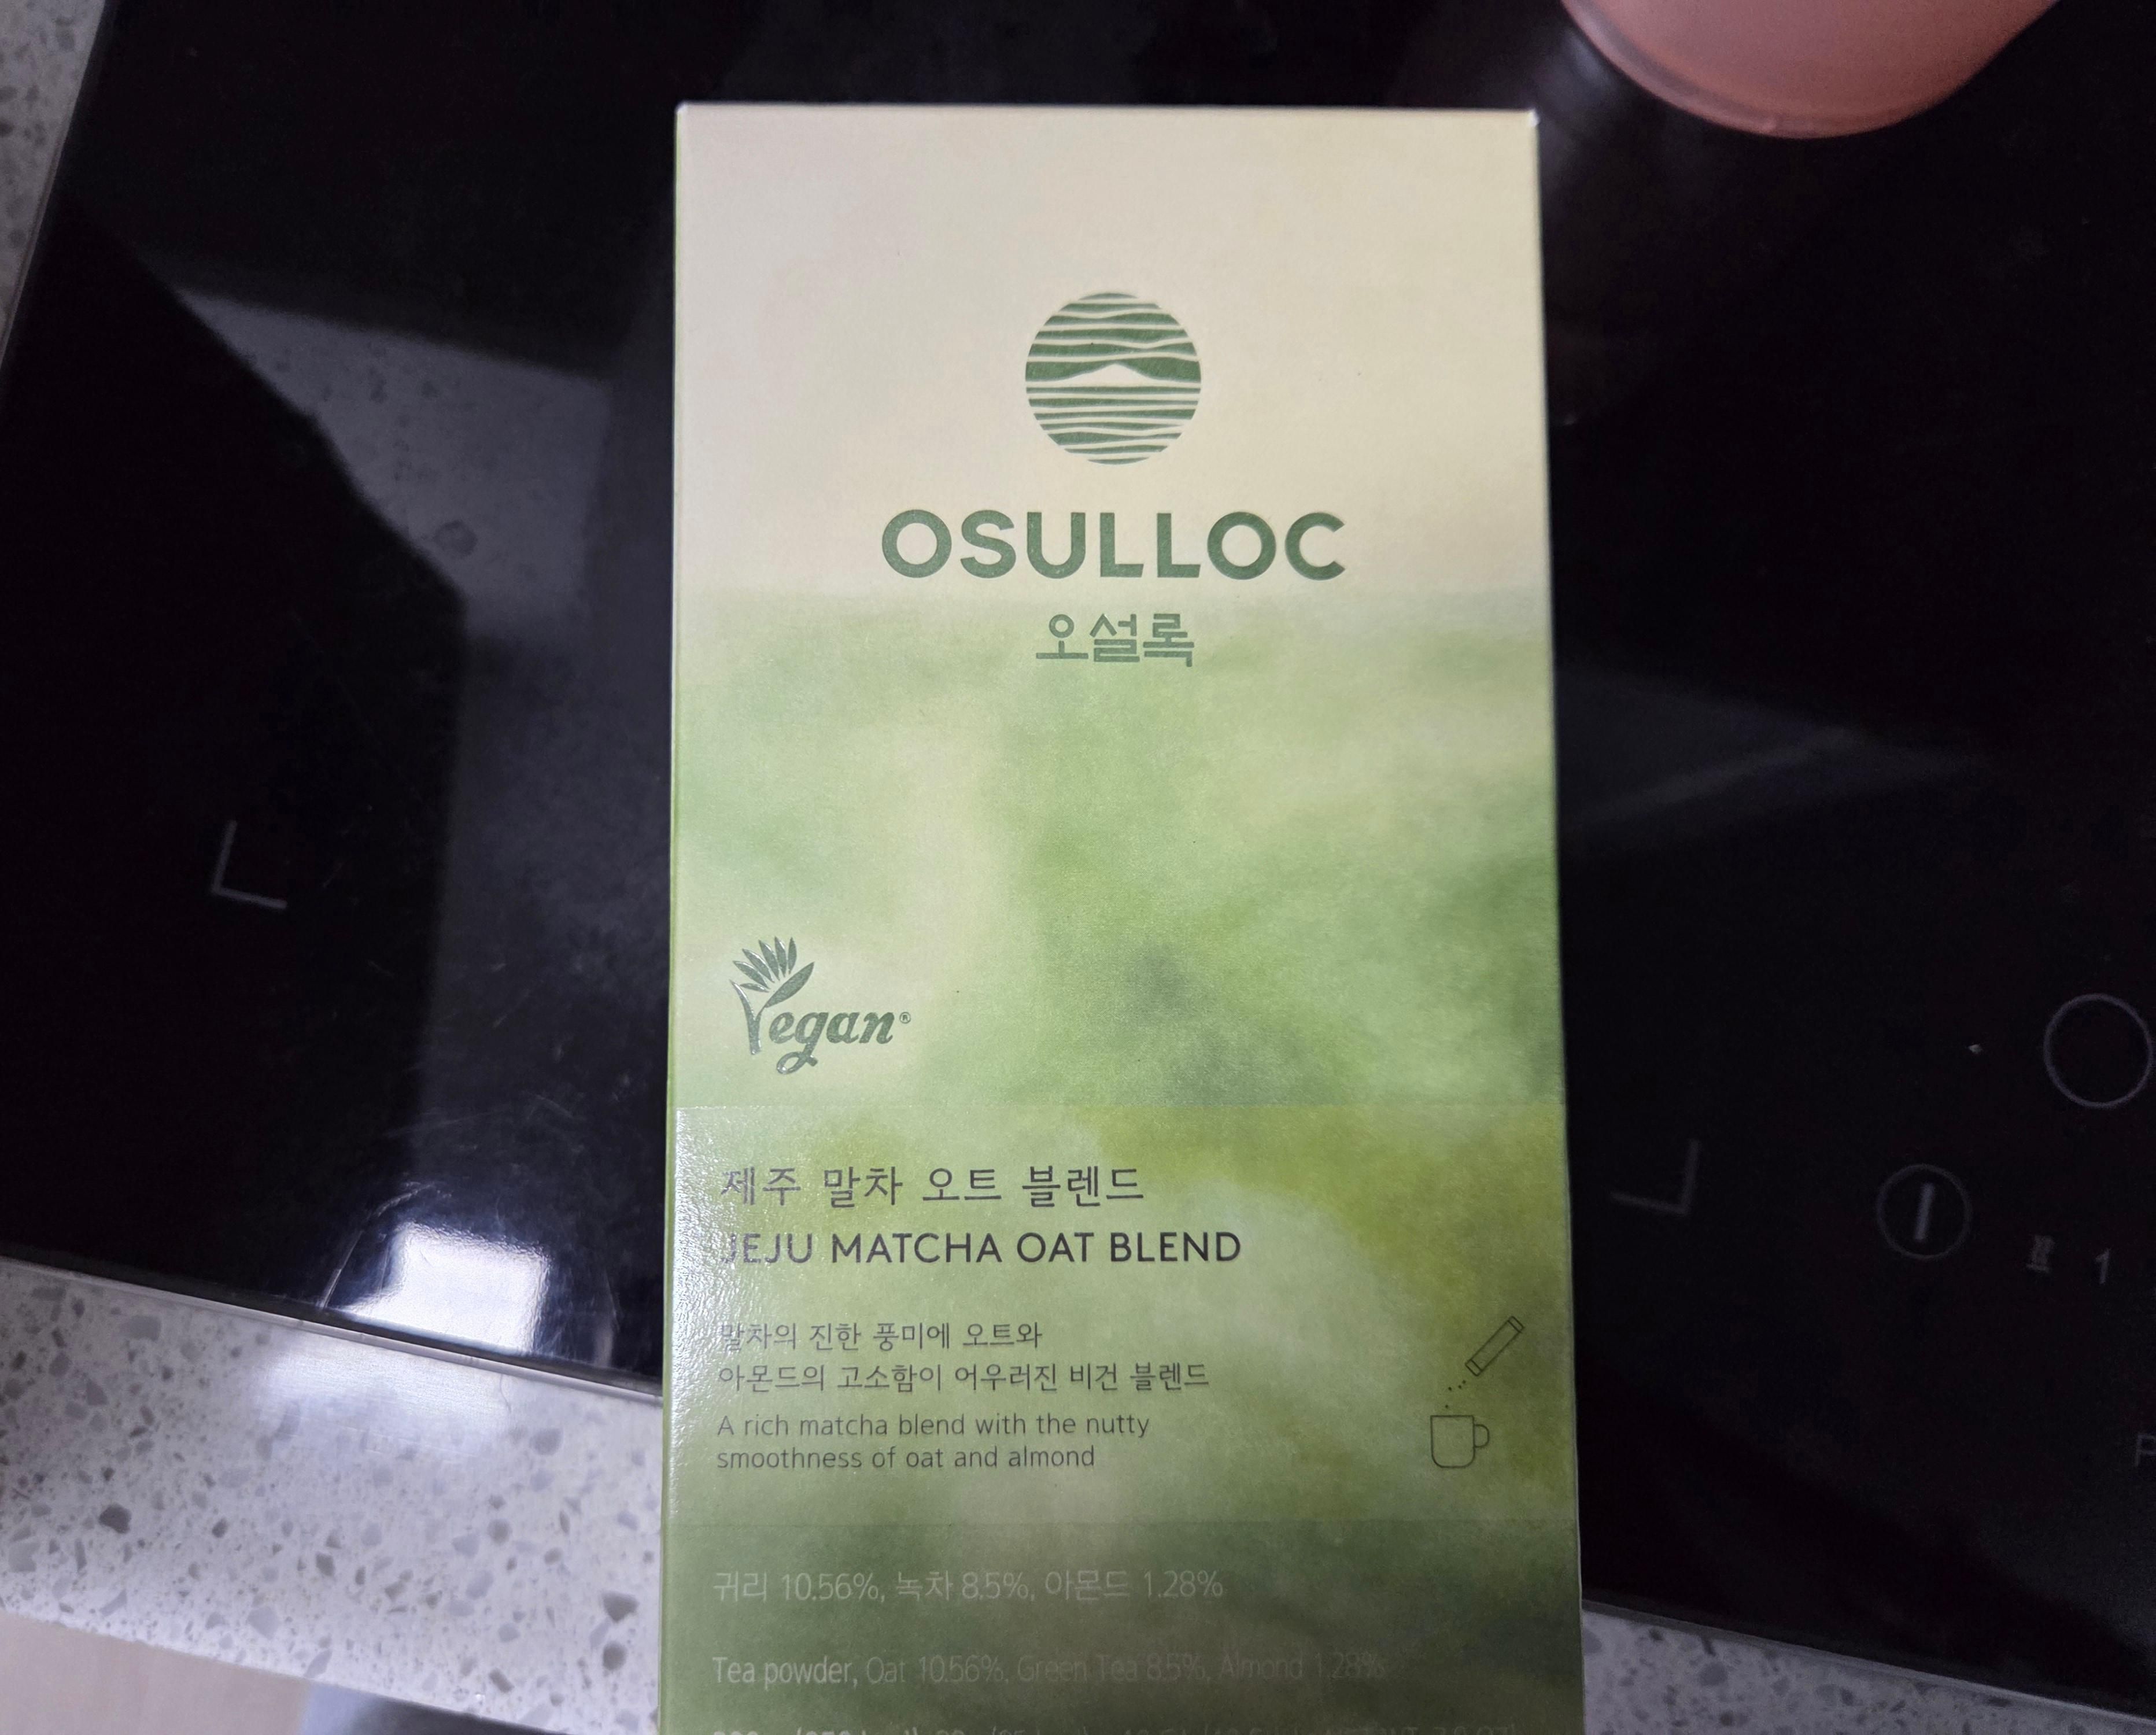 OSULLOC
오설록
Vegan®
제주 말차 오트 블렌드
JEJU MATCHA OAT BLEND
말차의 진한 풍미에 오트와
아몬드의 고소함이 어우러진 비건 블렌드
A rich matcha blend with the nutty
smoothness of oat and almond
귀리 10.56%, 녹차 8.5%, 아몬드 1.28%
Tea powder, Oat 10.56%, Green Tea 8.5%, Almond 1.28%
1
P